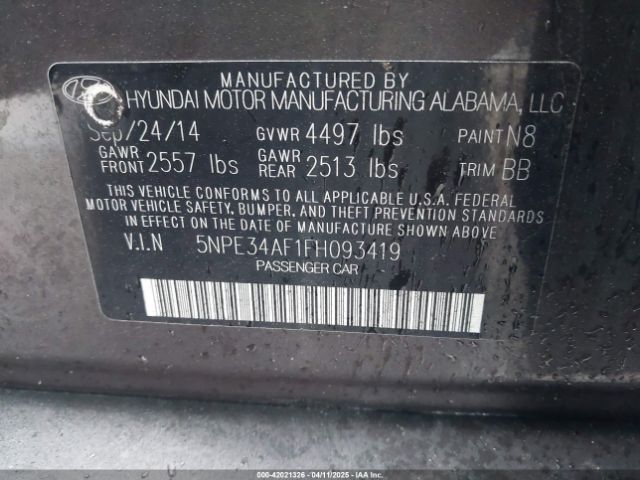 MANUFACTURED BY
HYUNDAI MOTOR MANUFACTURING ALABAMA, LLC
Sep/24/14 GVWR 4497 lbs PAINT N8
GAWR FRONT 2557 lbs GAWR REAR 2513 lbs TRIM BB
THIS VEHICLE CONFORMS TO ALL APPLICABLE U.S.A. FEDERAL
MOTOR VEHICLE SAFETY, BUMPER, AND THEFT PREVENTION STANDARDS
IN EFFECT ON THE DATE OF MANUFACTURE SHOWN ABOVE
V.I.N 5NPE34AF1FH093419
PASSENGER CAR
000-42021326 04/11/2025 IAA Inc.